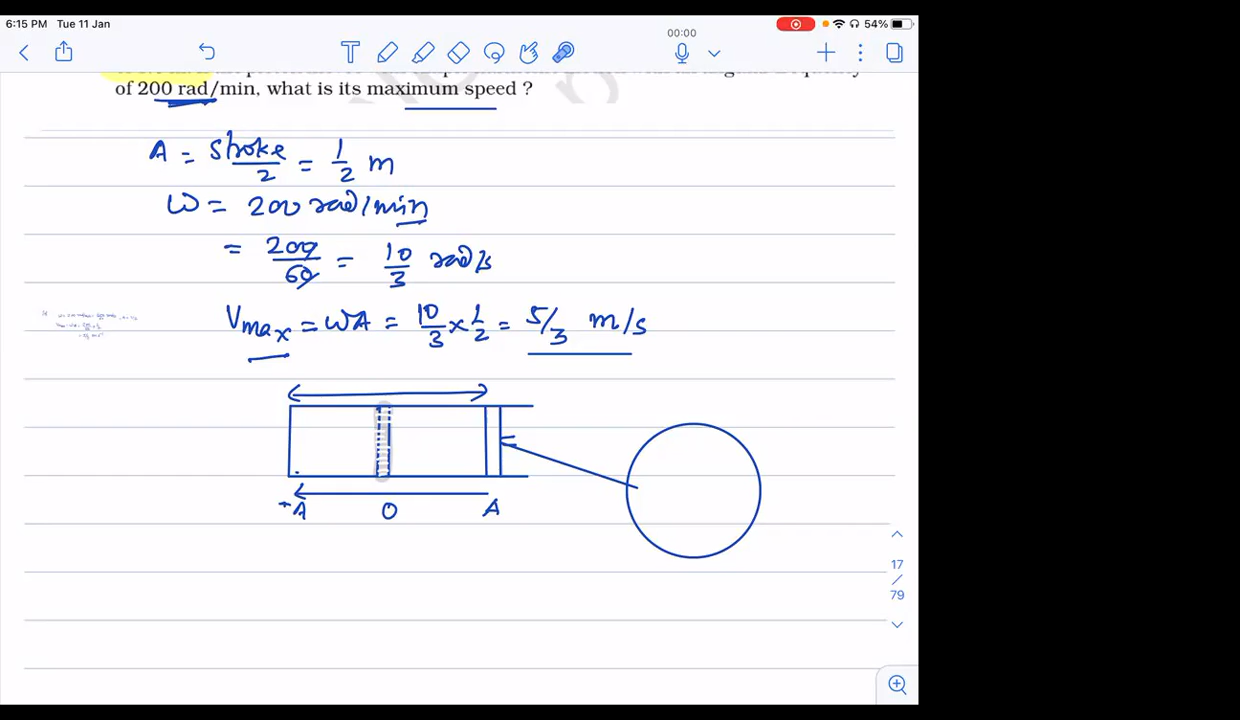 6:15 PM Tue 11 Jan
54%
00:00
of 200 rad/min, what is its maximum speed ?
A = Stroke/2 = 1/2 m
ω = 200 rad/min
= 200/60 = 10/3 rad/s
Vmax = ωA = 10/3 × 1/2 = 5/3 m/s
-A O A
17
/
79